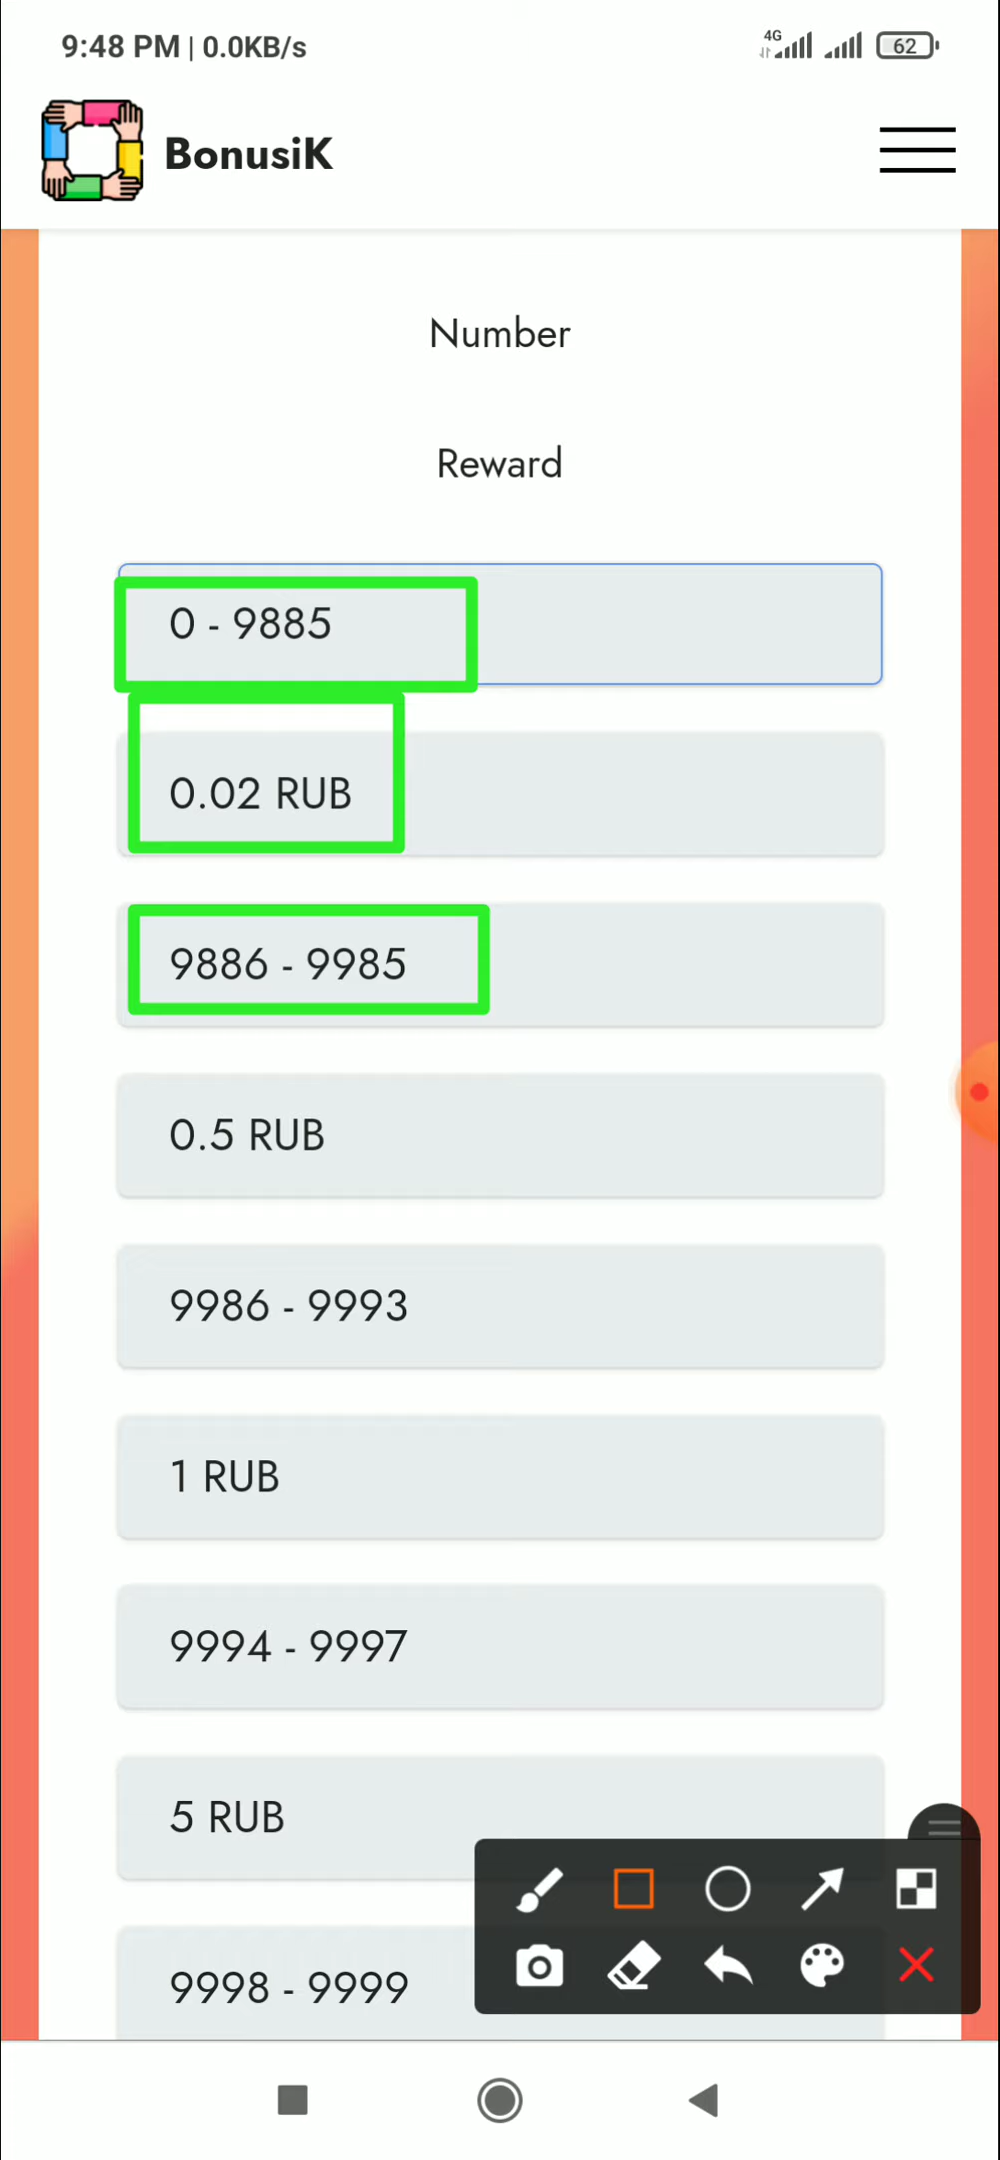 9:48 PM | 0.0KB/s
4G
62
BonusiK
Number
Reward
0 - 9885
0.02 RUB
9886 - 9985
0.5 RUB
9986 - 9993
1 RUB
9994 - 9997
5 RUB
9998 - 9999